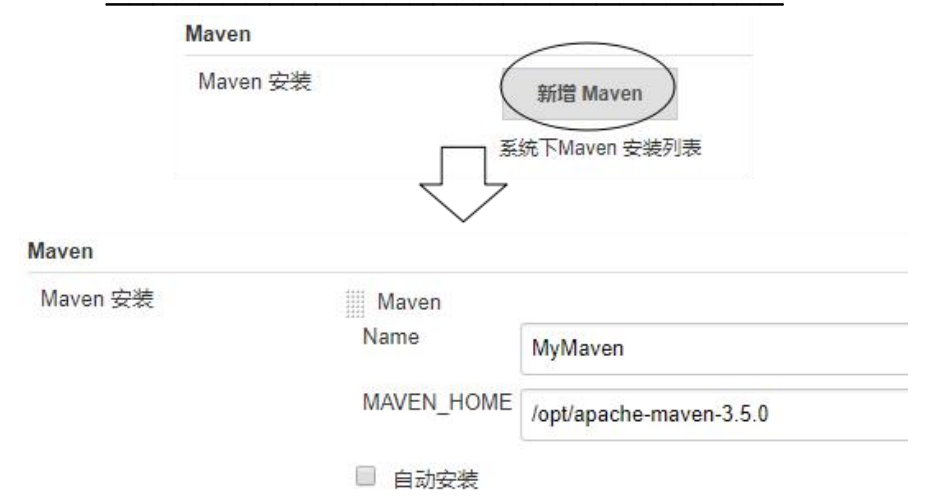 Maven
Maven 安装
新增 Maven
系统下Maven 安装列表
Maven
Maven 安装
Maven
Name
MyMaven
MAVEN_HOME
/opt/apache-maven-3.5.0
自动安装